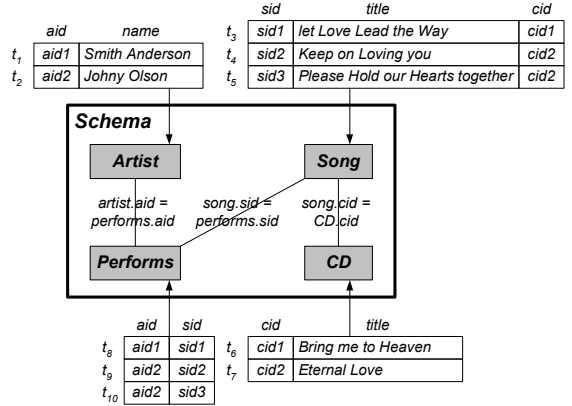 aid name
t1 aid1 Smith Anderson
t2 aid2 Johny Olson
sid title cid
t3 sid1 let Love Lead the Way cid1
t4 sid2 Keep on Loving you cid2
t5 sid3 Please Hold our Hearts together cid2
Schema
Artist
Song
artist.aid =
performs.aid
song.sid =
performs.sid
song.cid =
CD.cid
Performs
CD
aid sid
t8 aid1 sid1
t9 aid2 sid2
t10 aid2 sid3
cid title
t6 cid1 Bring me to Heaven
t7 cid2 Eternal Love